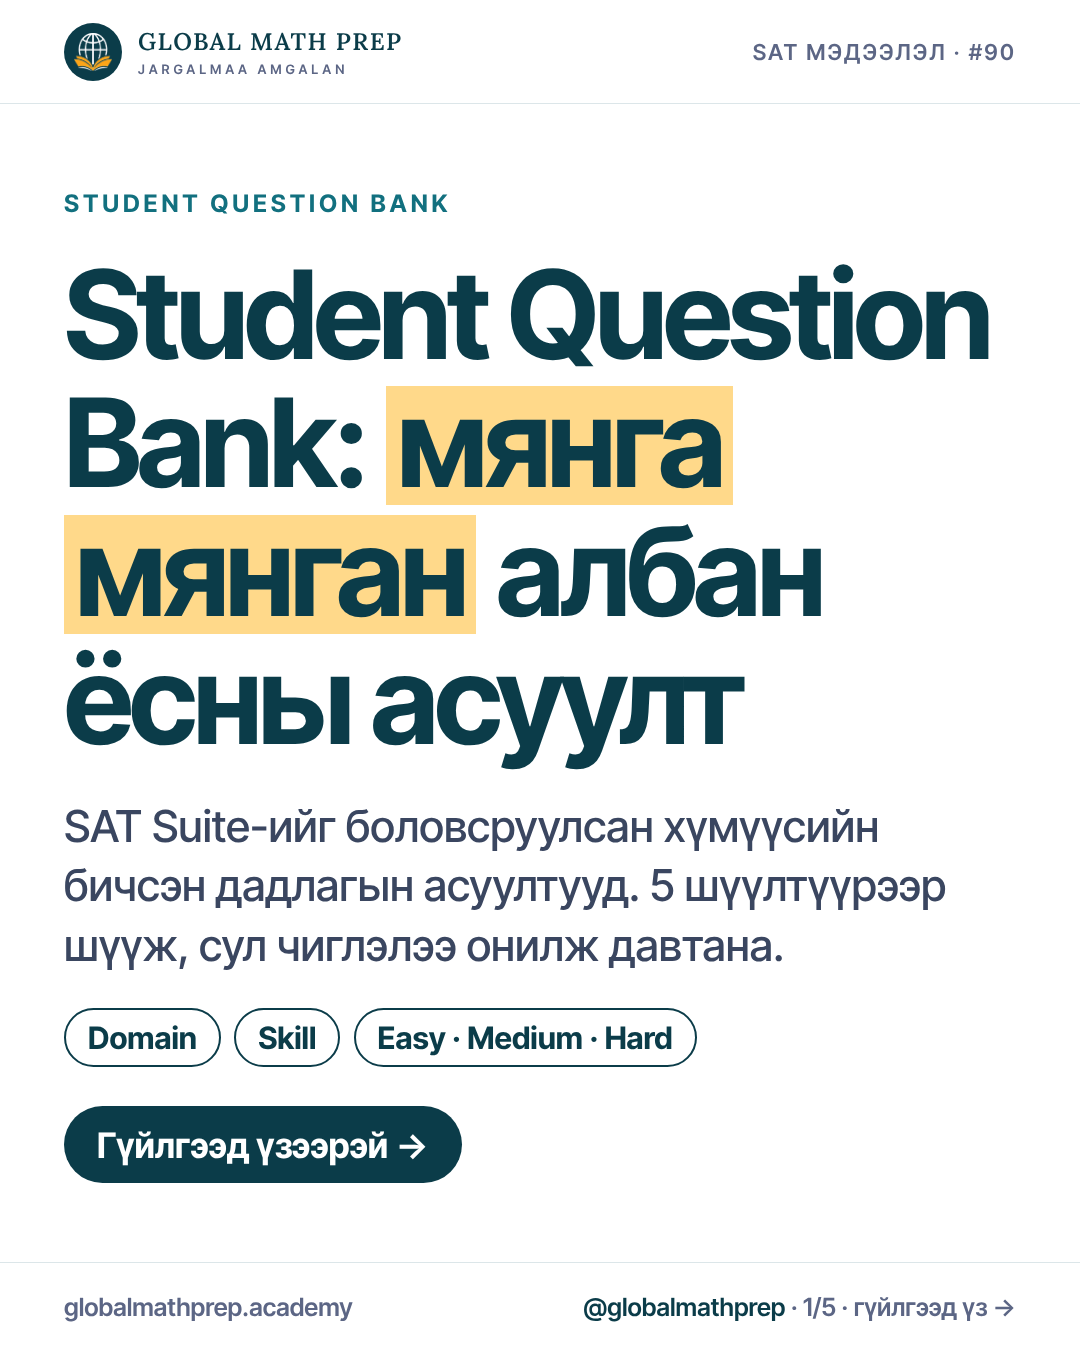 GLOBAL MATH PREP
JARGALMAA AMGALAN
SAT МЭДЭЭЛЭЛ · #90
STUDENT QUESTION BANK
Student Question
Bank: мянга
мянган албан
ёсны асуулт
SAT Suite-ийг боловсруулсан хүмүүсийн
бичсэн дадлагын асуултууд. 5 шүүлтүүрээр
шүүж, сул чиглэлээ онилж давтана.
Domain
Skill
Easy · Medium · Hard
Гүйлгээд үзээрэй →
globalmathprep.academy
@globalmathprep · 1/5 · гүйлгээд үз →